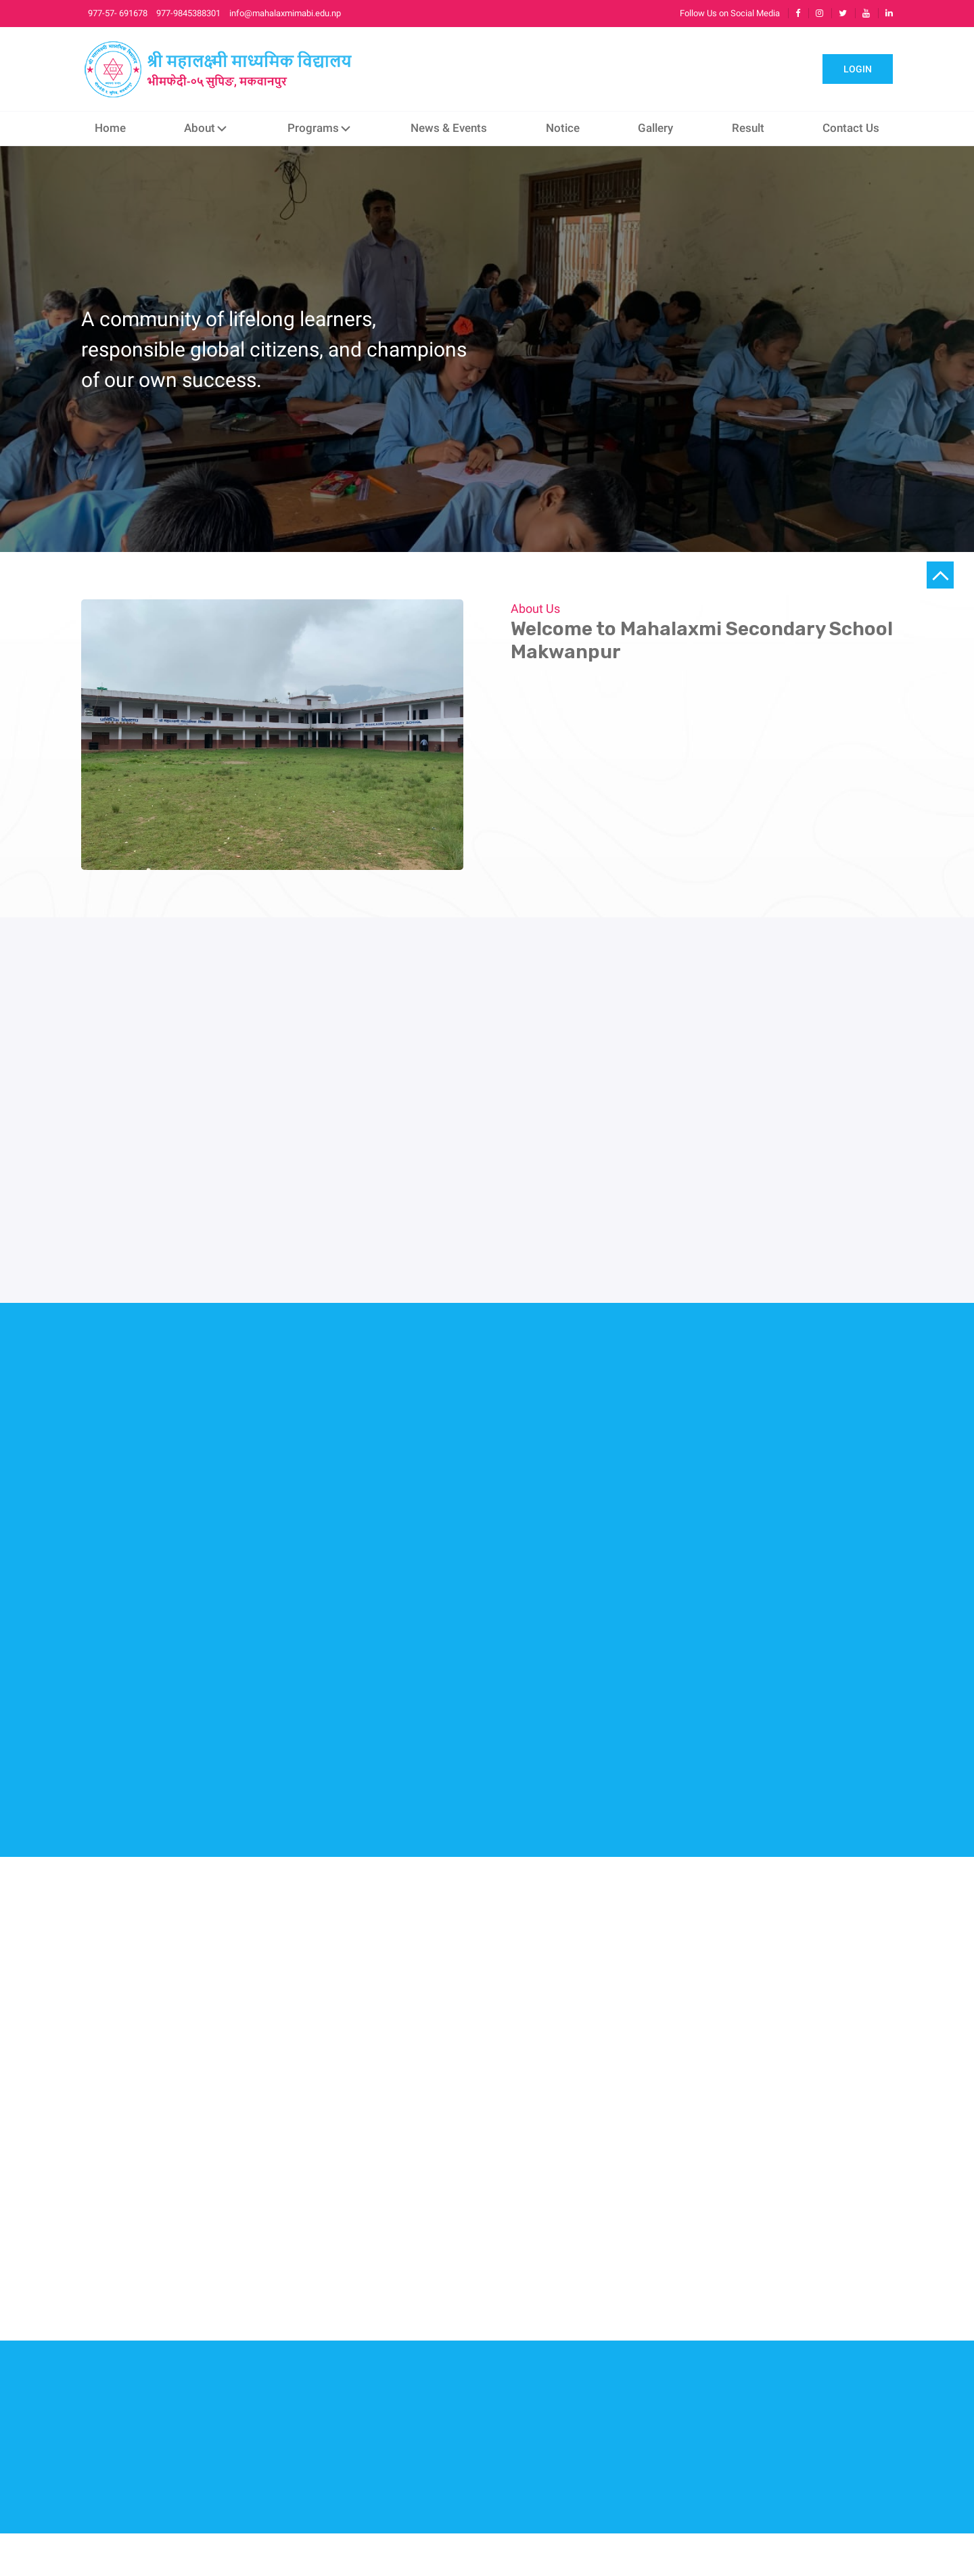 977-57- 691678 977-9845388301 info@mahalaxmimabi.edu.np Follow Us on Social Media
श्री महालक्ष्मी माध्यमिक विद्यालय
भीमफेदी-०५ सुपिङ, मकवानपुर
LOGIN
Home About Programs News & Events Notice Gallery Result Contact Us
A community of lifelong learners,
responsible global citizens, and champions
of our own success.
About Us
Welcome to Mahalaxmi Secondary School
Makwanpur